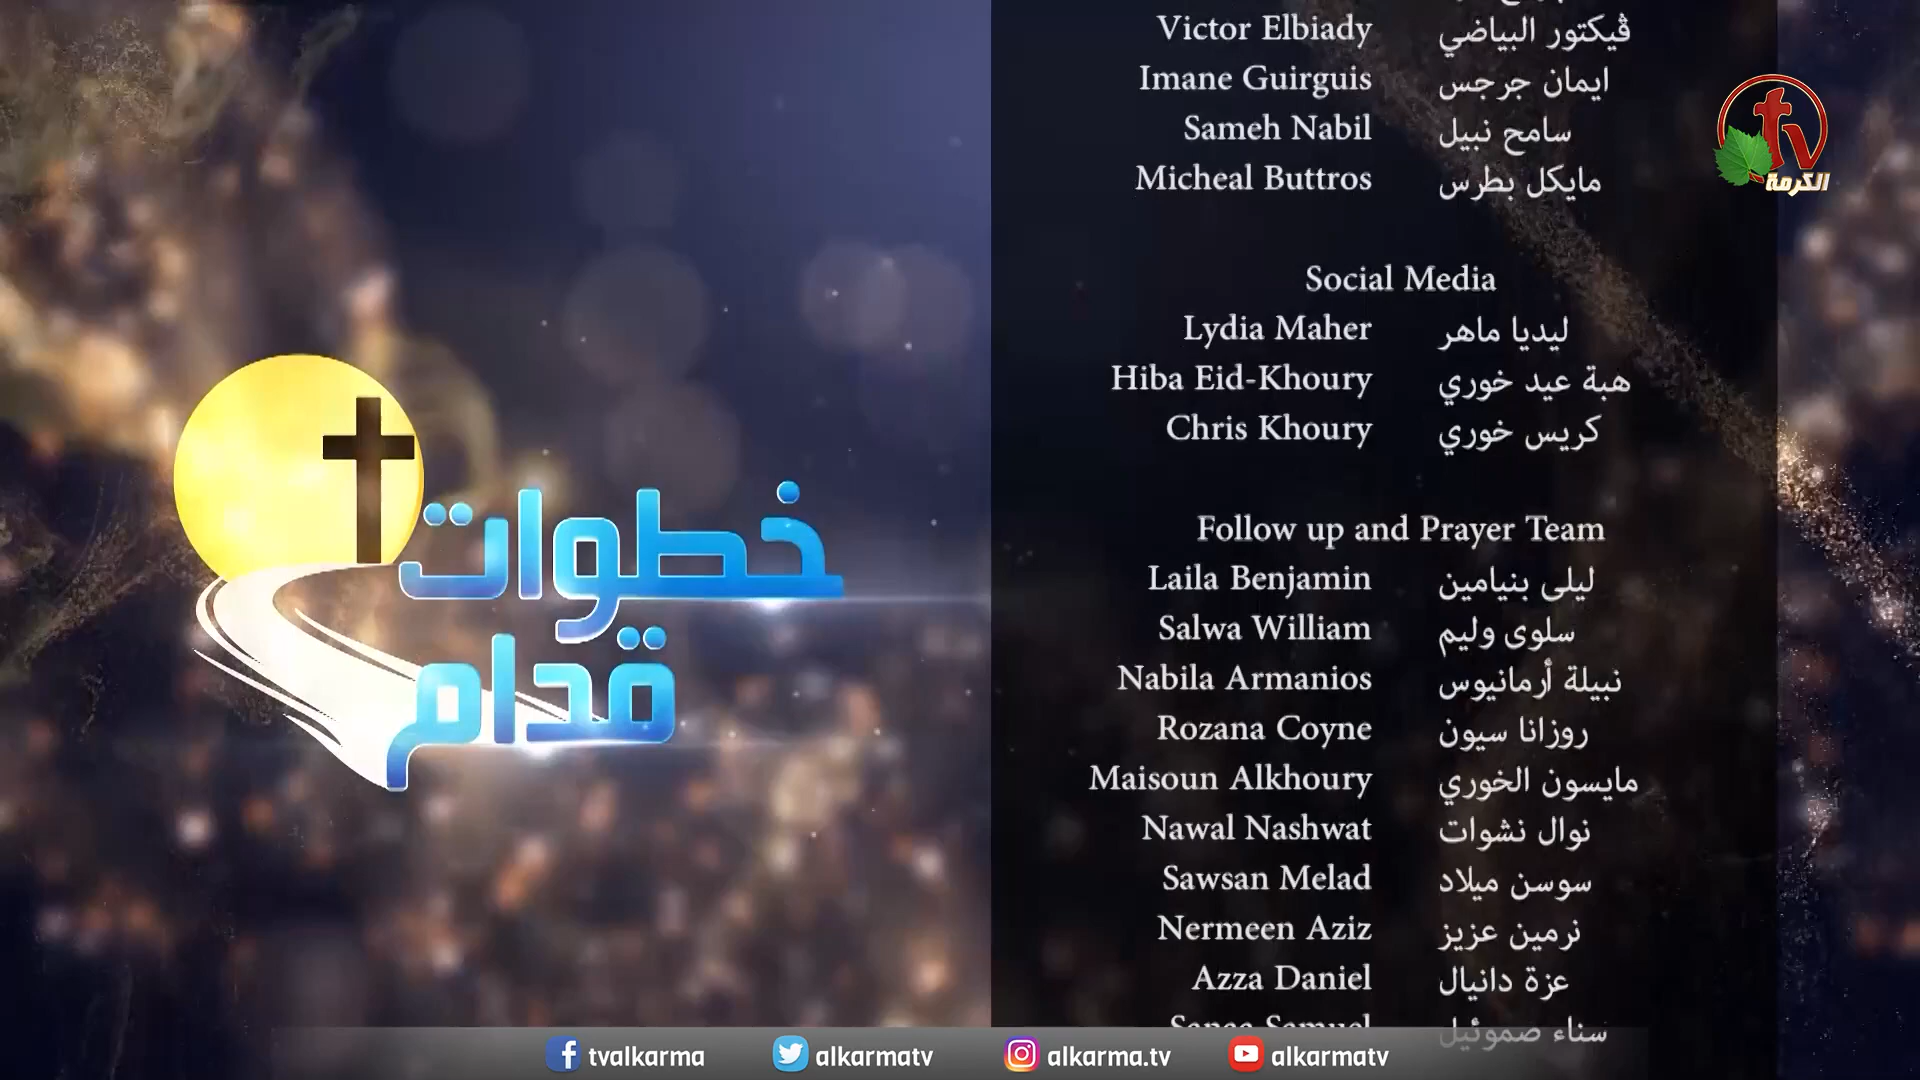 Victor Elbiady ڤيكتور البياضي
Imane Guirguis ايمان جرجس
Sameh Nabil سامح نبيل
Micheal Buttros مايكل بطرس
tv
الكرمة
Social Media
Lydia Maher ليديا ماهر
Hiba Eid-Khoury هبة عيد خوري
Chris Khoury كريس خوري
خطوات
قدام
Follow up and Prayer Team
Laila Benjamin ليلى بنيامين
Salwa William سلوى وليم
Nabila Armanios نبيلة أرمانيوس
Rozana Coyne روزانا سيون
Maisoun Alkhoury مايسون الخوري
Nawal Nashwat نوال نشوات
Sawsan Melad سوسن ميلاد
Nermeen Aziz نرمين عزيز
Azza Daniel عزة دانيال
Sanaa Samuel سناء صموئيل
tvalkarma alkarmatv alkarma.tv alkarmatv